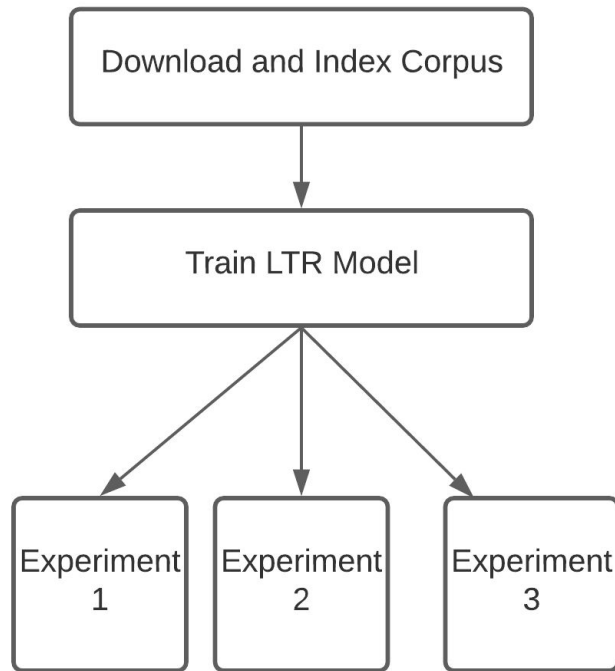 Download and Index Corpus
Train LTR Model
Experiment
1
Experiment
2
Experiment
3